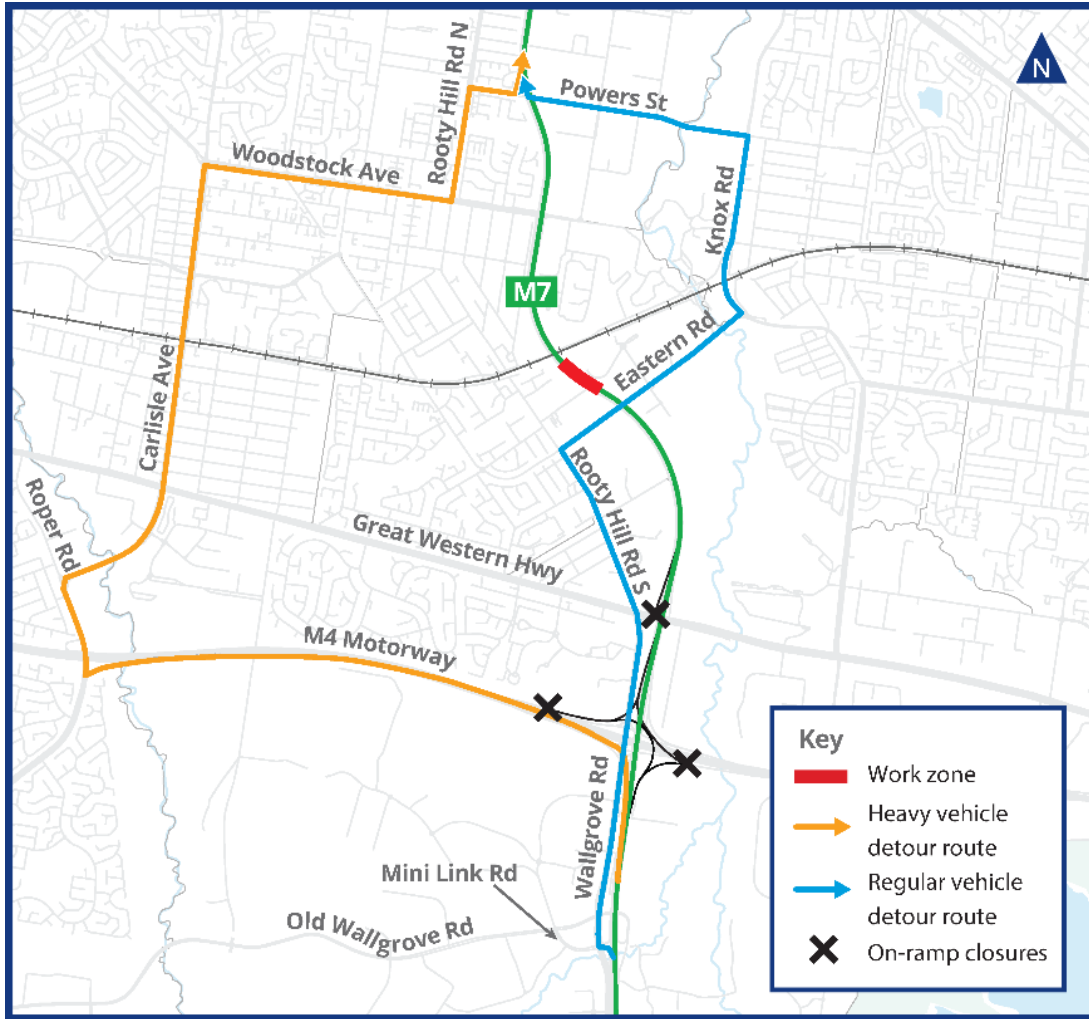 N
Rooty Hill Rd N
Powers St
Woodstock Ave
Knox Rd
M7
Eastern Rd
Carlisle Ave
Roper Rd
Rooty Hill Rd S
Great Western Hwy
M4 Motorway
Wallgrove Rd
Mini Link Rd
Old Wallgrove Rd
Key
Work zone
Heavy vehicle
detour route
Regular vehicle
detour route
On-ramp closures